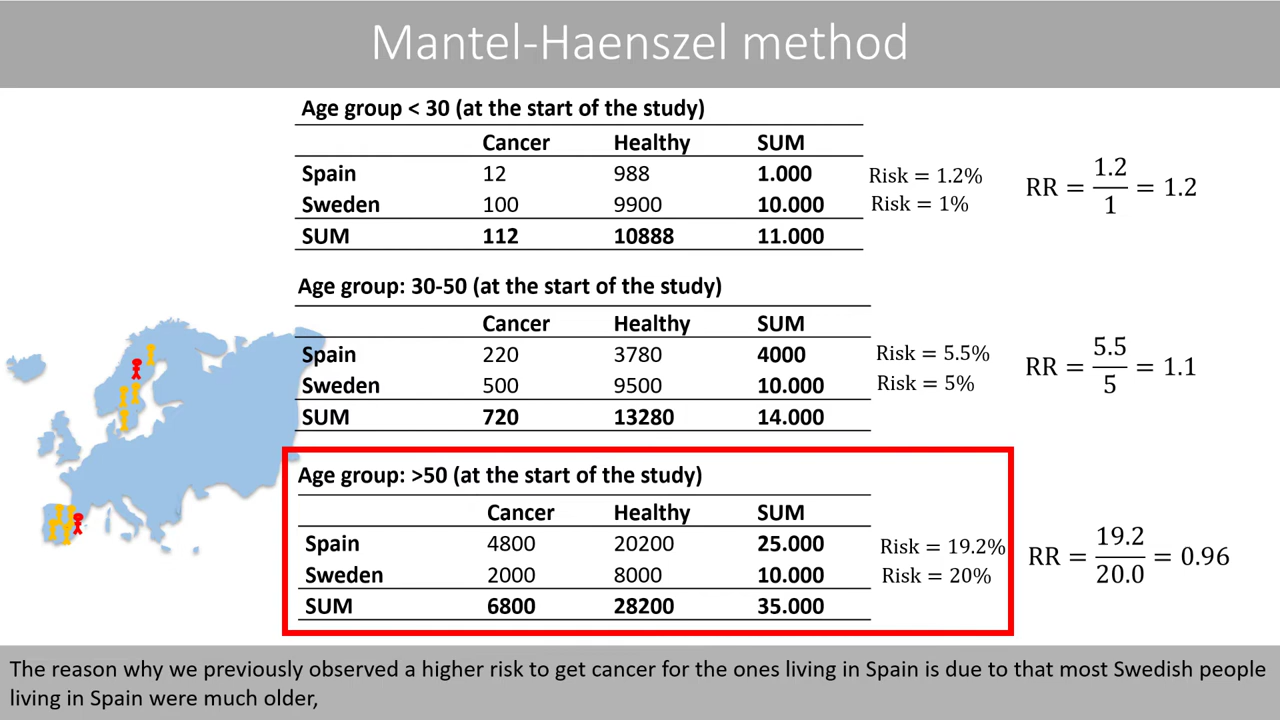 Mantel-Haenszel method
Age group < 30 (at the start of the study)
Cancer Healthy SUM
Spain 12 988 1.000 Risk = 1.2%
Sweden 100 9900 10.000 Risk = 1%
SUM 112 10888 11.000
RR = 1.2/1 = 1.2
Age group: 30-50 (at the start of the study)
Cancer Healthy SUM
Spain 220 3780 4000 Risk = 5.5%
Sweden 500 9500 10.000 Risk = 5%
SUM 720 13280 14.000
RR = 5.5/5 = 1.1
Age group: >50 (at the start of the study)
Cancer Healthy SUM
Spain 4800 20200 25.000 Risk = 19.2%
Sweden 2000 8000 10.000 Risk = 20%
SUM 6800 28200 35.000
RR = 19.2/20.0 = 0.96
The reason why we previously observed a higher risk to get cancer for the ones living in Spain is due to that most Swedish people
living in Spain were much older,